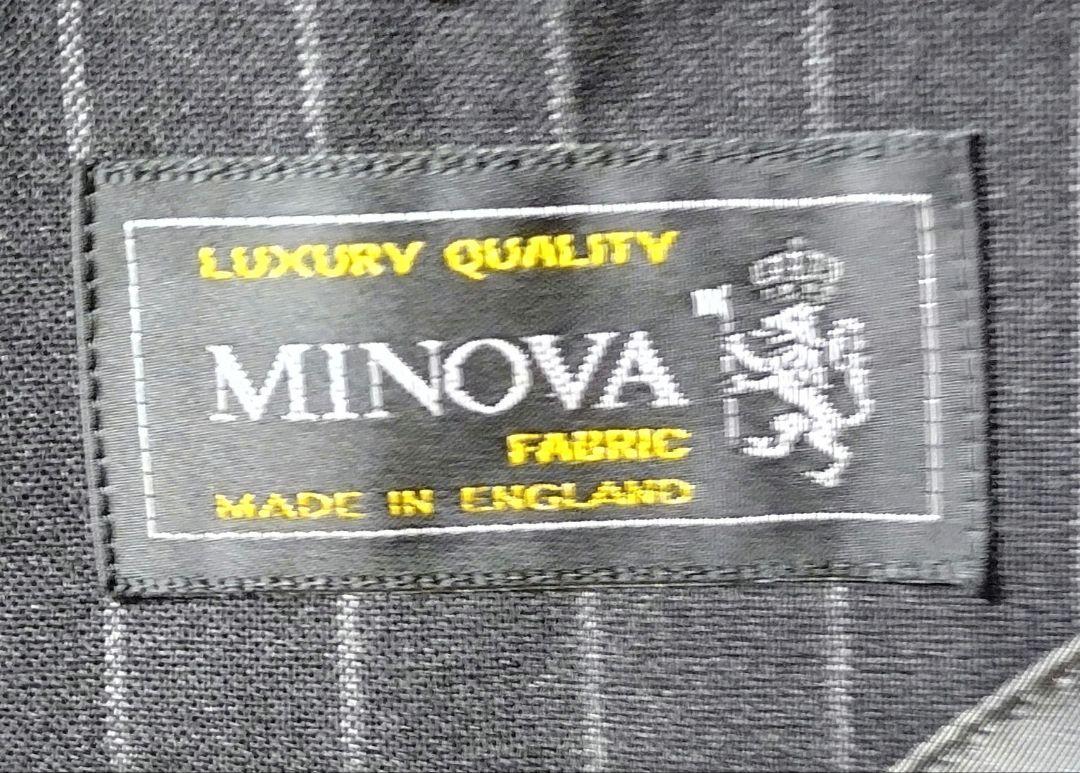 LUXURY QUALITY
MINOVA
FABRIC
MADE IN ENGLAND